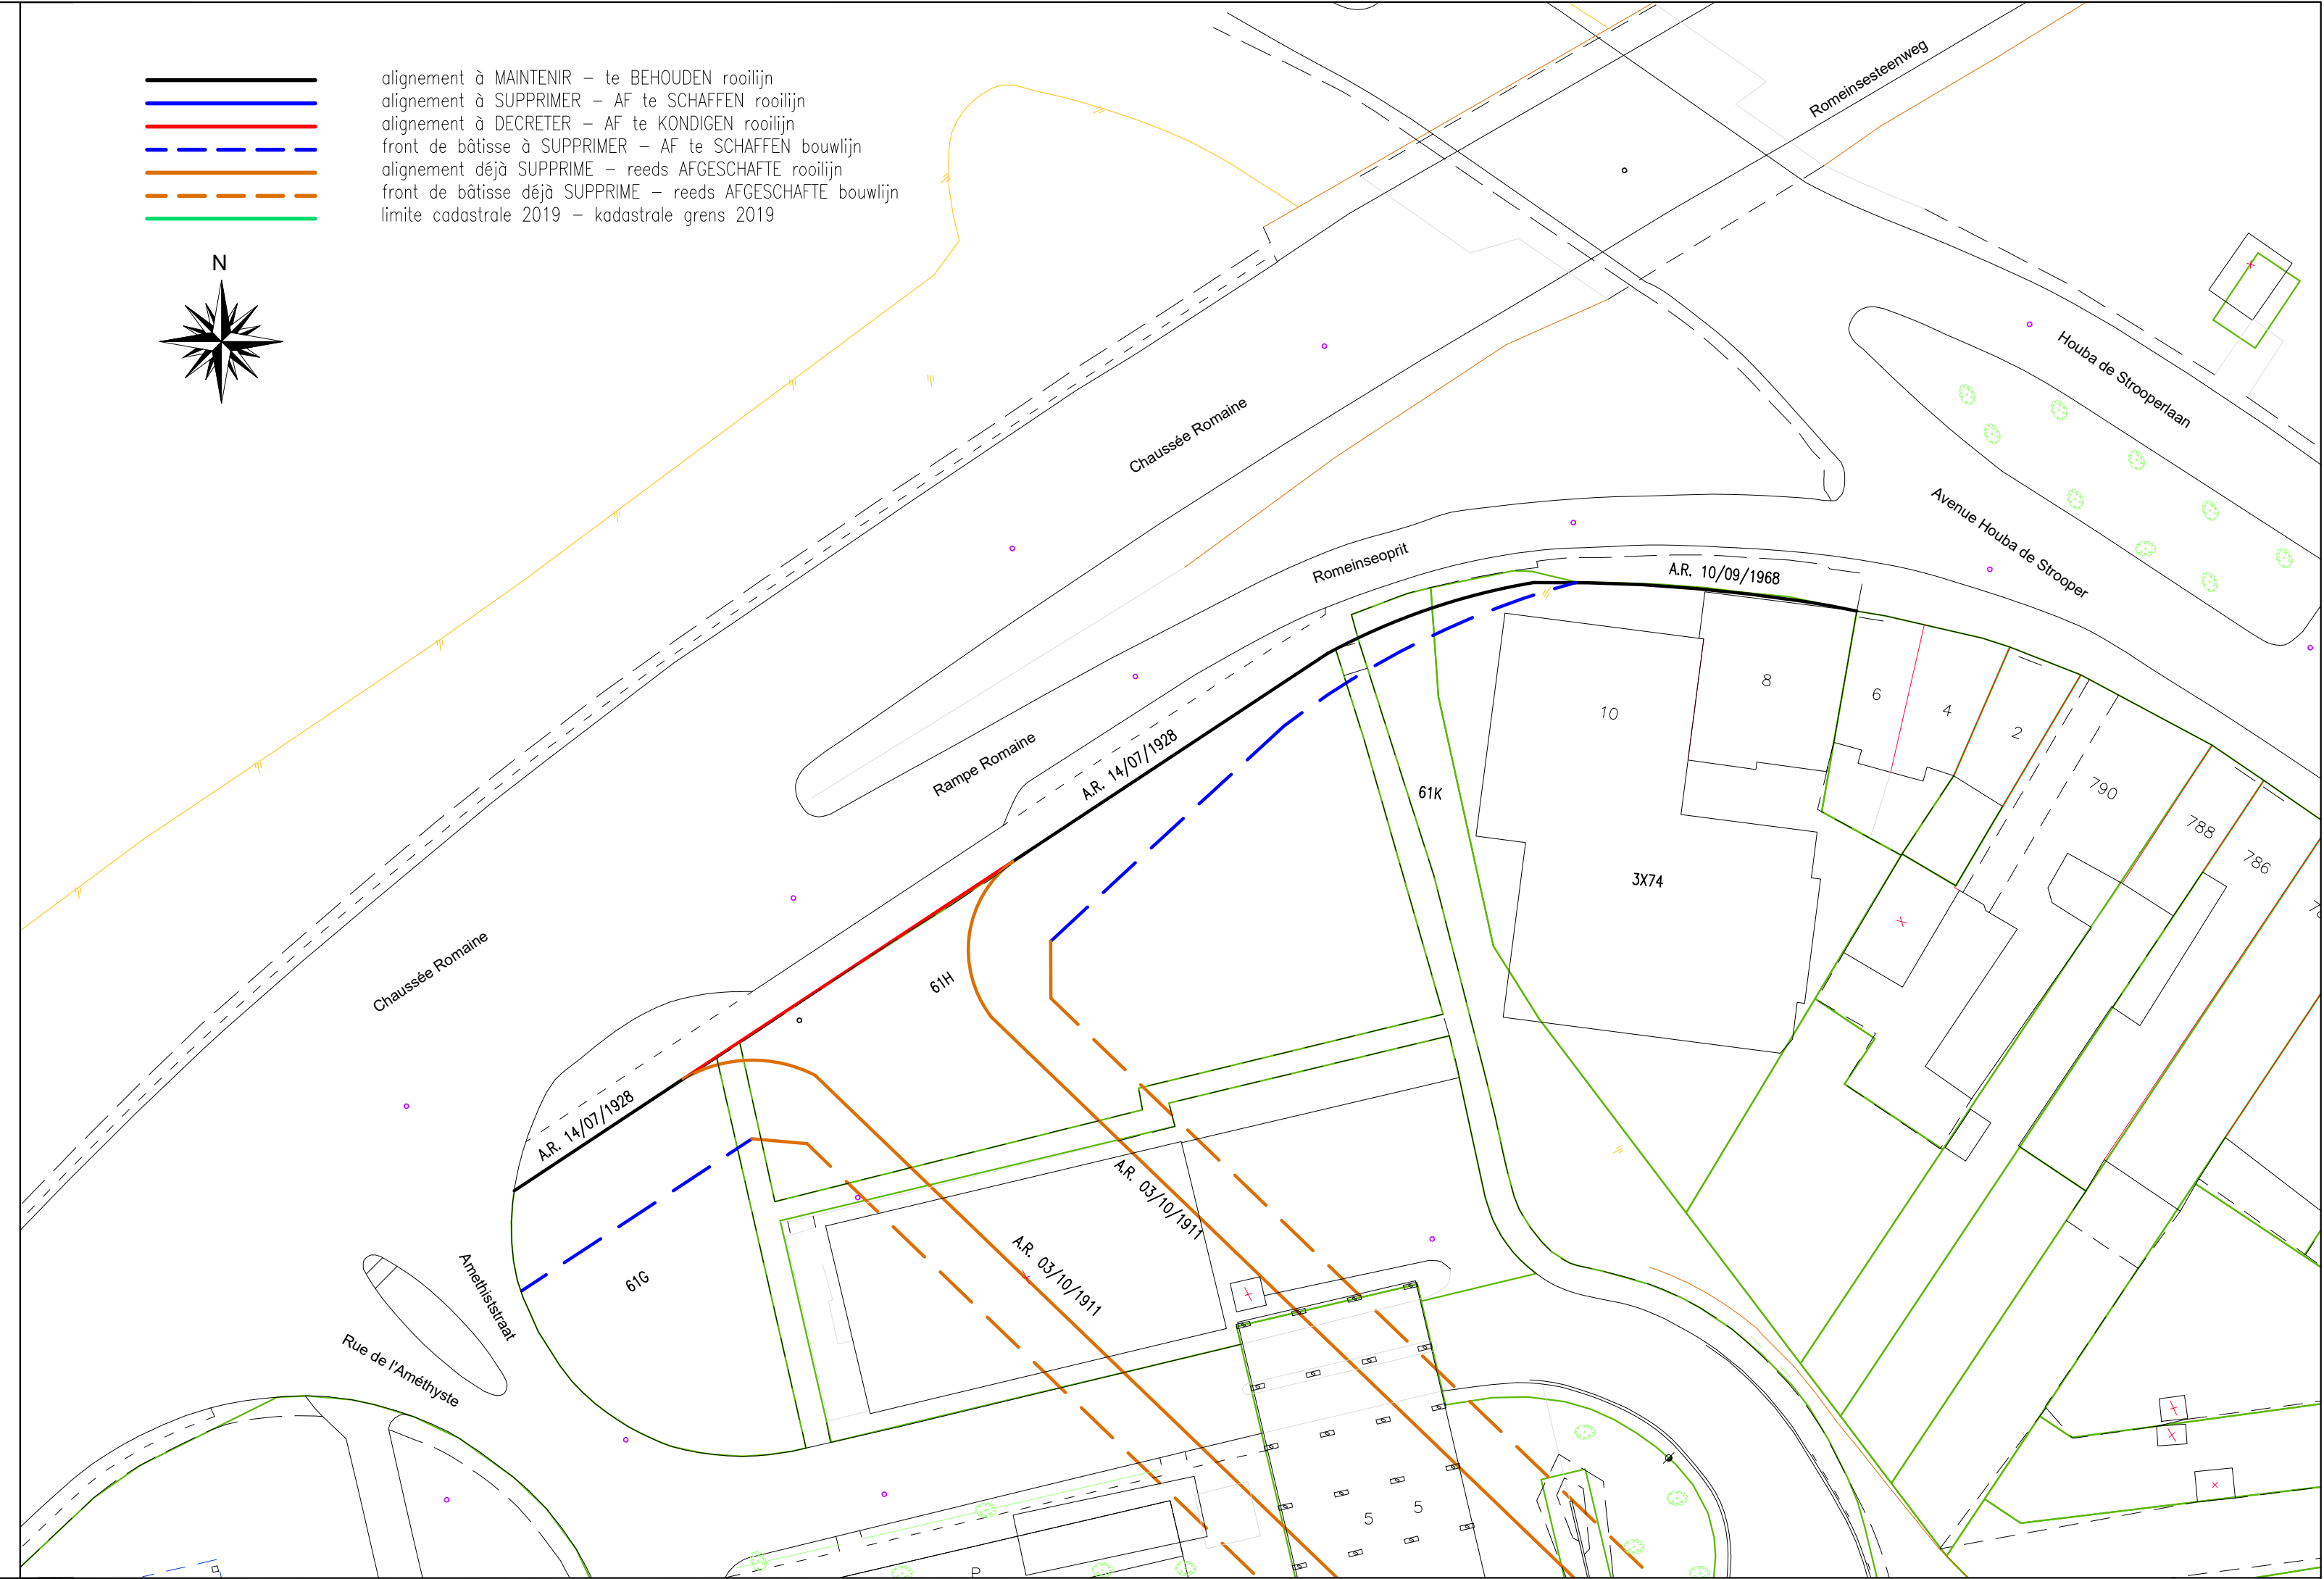 alignement à MAINTENIR – te BEHOUDEN rooilijn
alignement à SUPPRIMER – AF te SCHAFFEN rooilijn
alignement à DECRETER – AF te KONDIGEN rooilijn
front de bâtisse à SUPPRIMER – AF te SCHAFFEN bouwlijn
alignement déjà SUPPRIME – reeds AFGESCHAFTE rooilijn
front de bâtisse déjà SUPPRIME – reeds AFGESCHAFTE bouwlijn
limite cadastrale 2019 – kadastrale grens 2019
N
Romeinsesteenweg
Houba de Strooperlaan
Chaussée Romaine
Avenue Houba de Strooper
Romeinseoprit
A.R. 10/09/1968
8
6
4
2
10
790
788
786
Rampe Romaine
A.R. 14/07/1928
61K
3X74
Chaussée Romaine
61H
A.R. 14/07/1928
A.R. 03/10/1911
A.R. 03/10/1911
61G
Amethiststraat
Rue de l'Améthyste
5
5
P